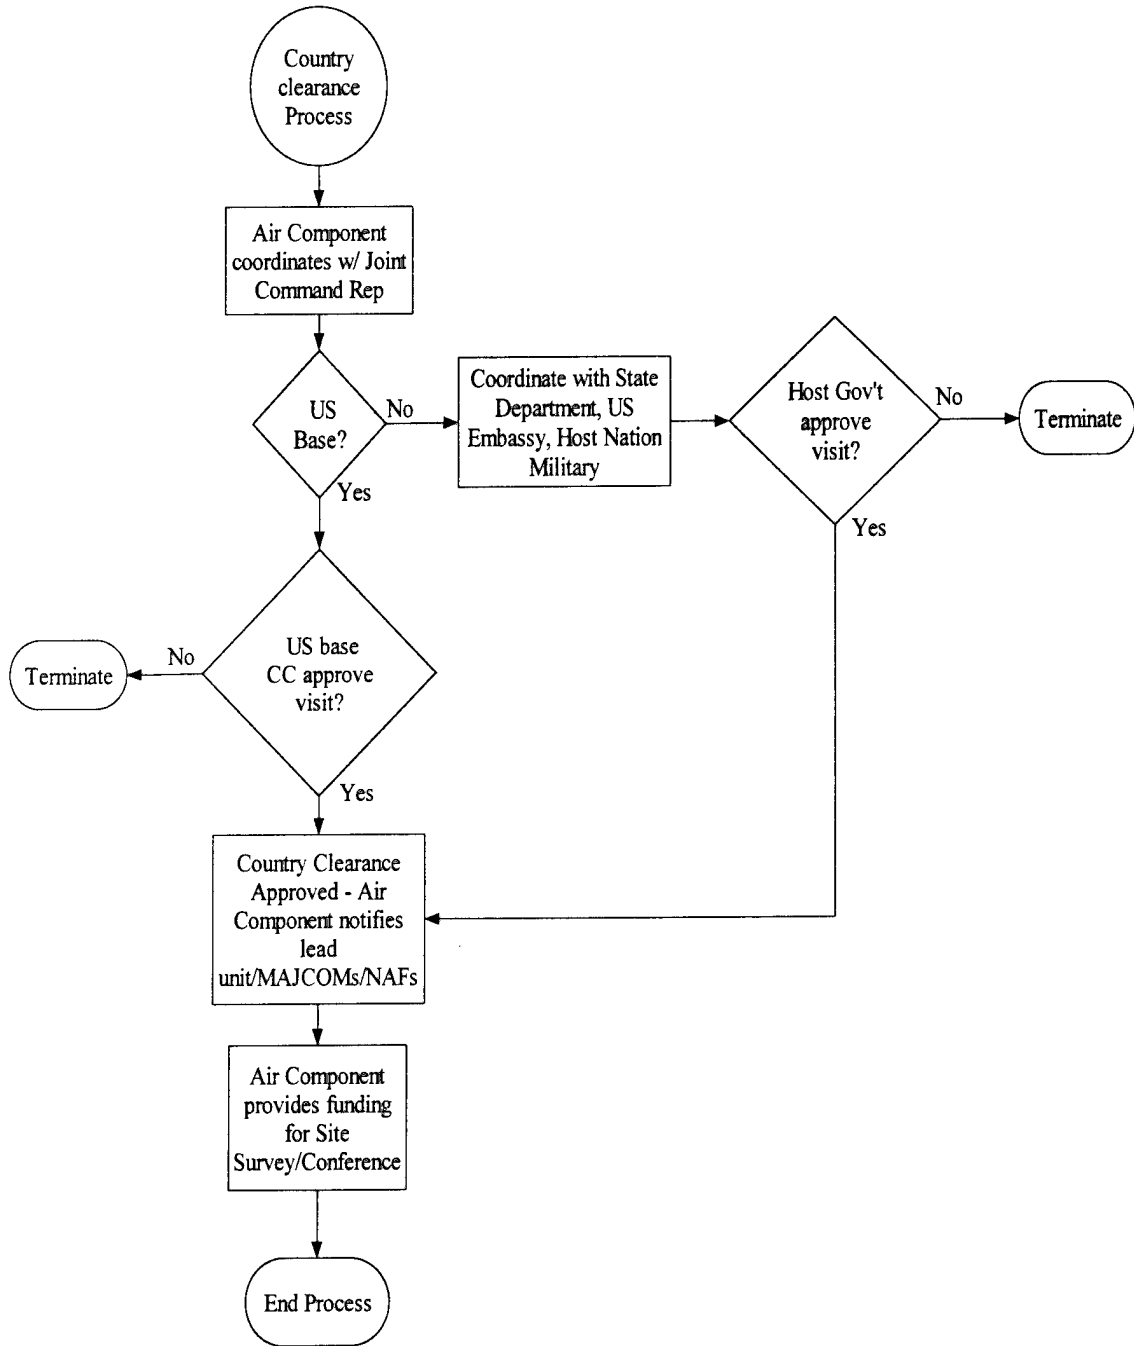 Country
clearance
Process
Air Component
coordinates w/ Joint
Command Rep
US
Base?
No
Yes
Coordinate with State
Department, US
Embassy, Host Nation
Military
Host Gov't
approve
visit?
No
Terminate
Yes
US base
CC approve
visit?
No
Terminate
Yes
Country Clearance
Approved - Air
Component notifies
lead
unit/MAJCOMs/NAFs
Air Component
provides funding
for Site
Survey/Conference
End Process